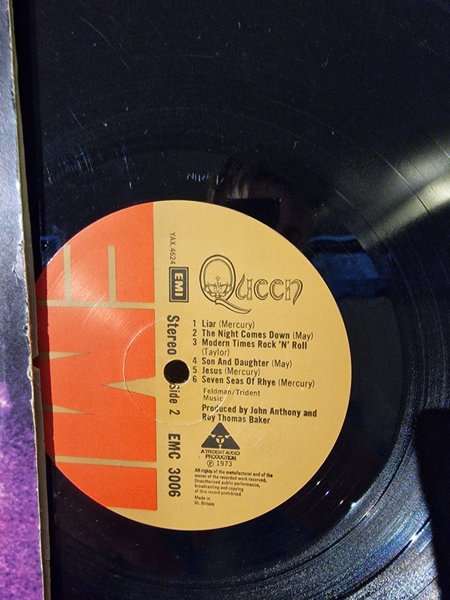 Queen
1 Liar (Mercury)
2 The Night Comes Down (May)
3 Modern Times Rock 'N' Roll
(Taylor)
4 Son And Daughter (May)
5 Jesus (Mercury)
6 Seven Seas Of Rhye (Mercury)
Feldman/Trident
Music
Produced by John Anthony and
Roy Thomas Baker
A TRIDENT AUDIO
PRODUCTION
℗ 1973
All rights of the manufacturer and of the
owner of the recorded work reserved.
Unauthorised public performance,
broadcasting and copying
of this record prohibited
Made in
Gt. Britain
YAX.4624
EMI
Stereo Side 2 EMC 3006
EMI